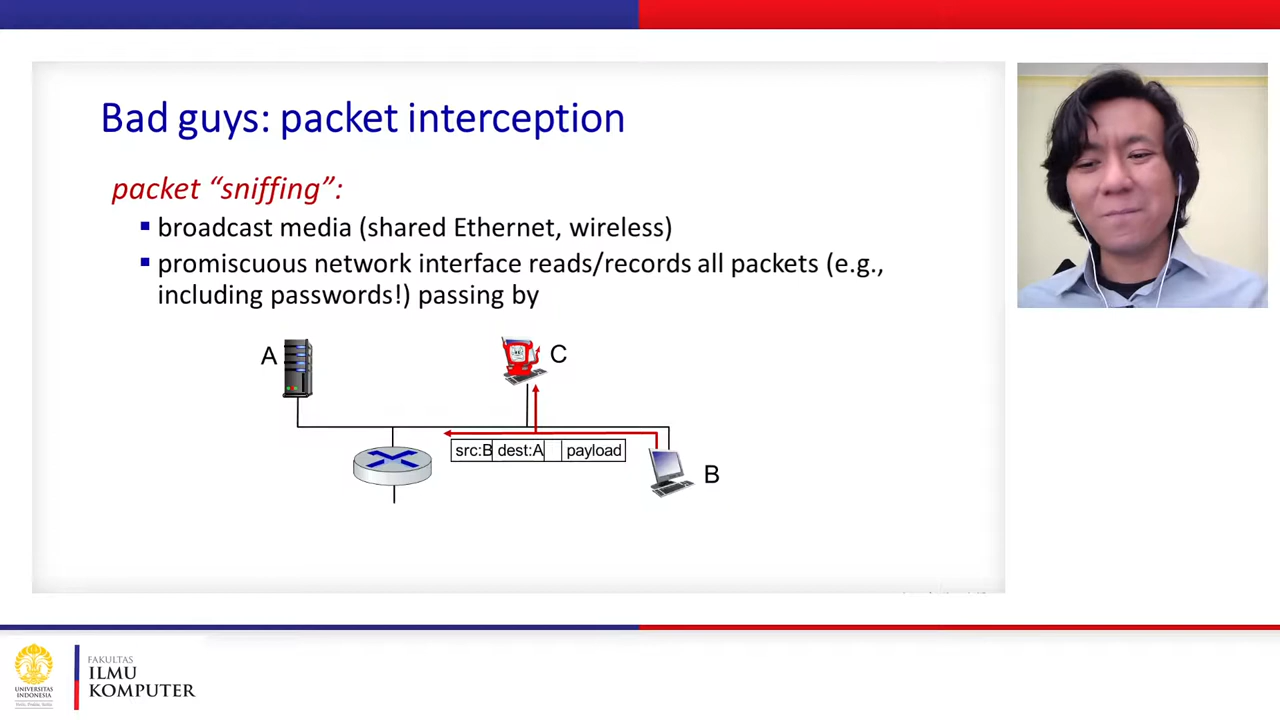 Bad guys: packet interception
packet “sniffing”:
broadcast media (shared Ethernet, wireless)
promiscuous network interface reads/records all packets (e.g.,
including passwords!) passing by
A
C
src:B dest:A payload
B
UNIVERSITAS
INDONESIA
FAKULTAS
ILMU
KOMPUTER